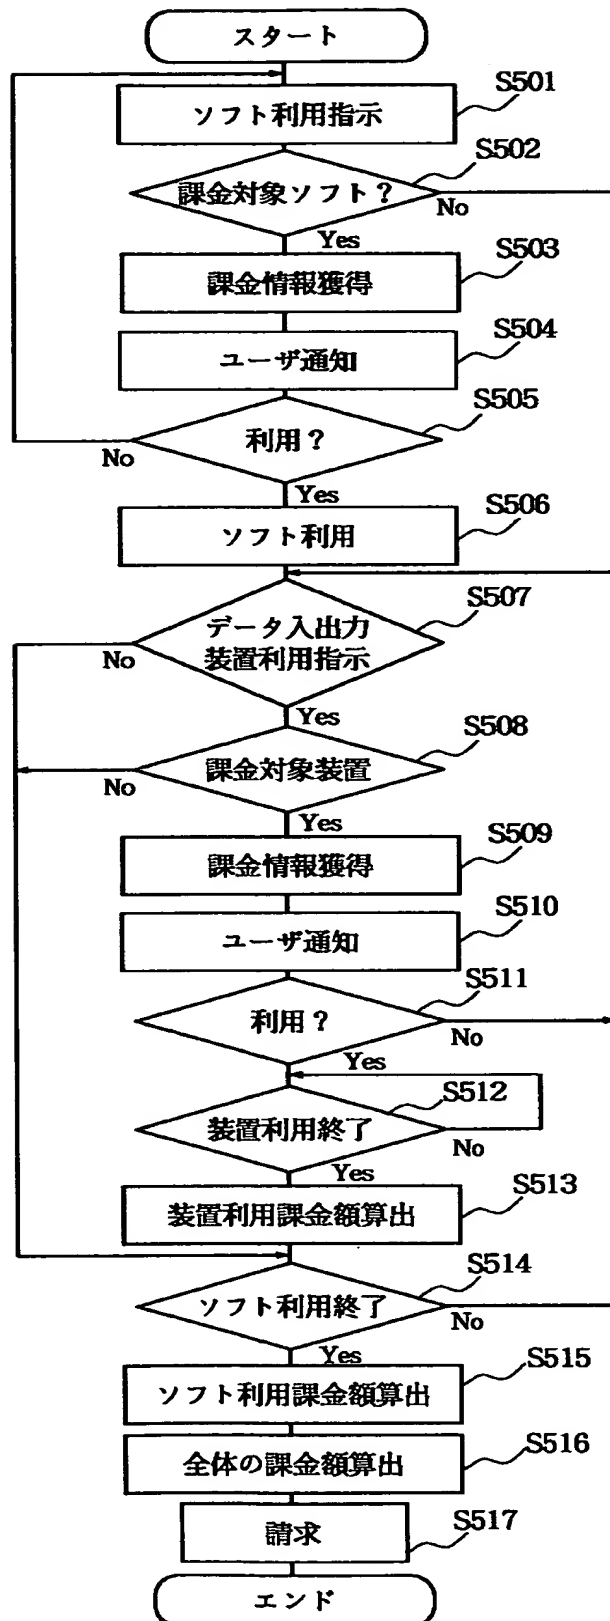 スタート
S501
ソフト利用指示
S502
課金対象ソフト?
No
Yes
S503
課金情報獲得
S504
ユーザ通知
S505
利用?
No
Yes
S506
ソフト利用
S507
データ入出力
装置利用指示
No
Yes
S508
課金対象装置
No
Yes
S509
課金情報獲得
S510
ユーザ通知
S511
利用?
No
Yes
S512
装置利用終了
No
Yes
S513
装置利用課金額算出
S514
ソフト利用終了
No
Yes
S515
ソフト利用課金額算出
S516
全体の課金額算出
S517
請求
エンド